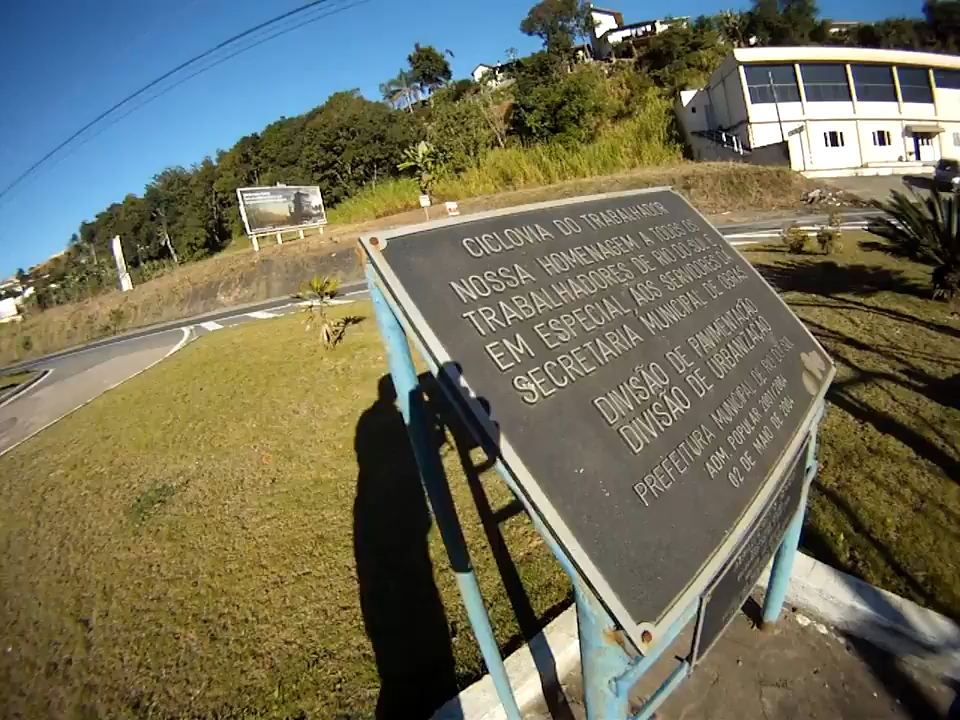 CICLOVIA DO TRABALHADOR
NOSSA HOMENAGEM A TODOS OS
TRABALHADORES DE RIO DO SUL E
EM ESPECIAL, AOS SERVIDORES DA
SECRETARIA MUNICIPAL DE OBRAS
DIVISÃO DE PAVIMENTAÇÃO
DIVISÃO DE URBANIZAÇÃO
PREFEITURA MUNICIPAL DE RIO DO SUL
ADM. POPULAR 2001/2004
02 DE MAIO DE 2004